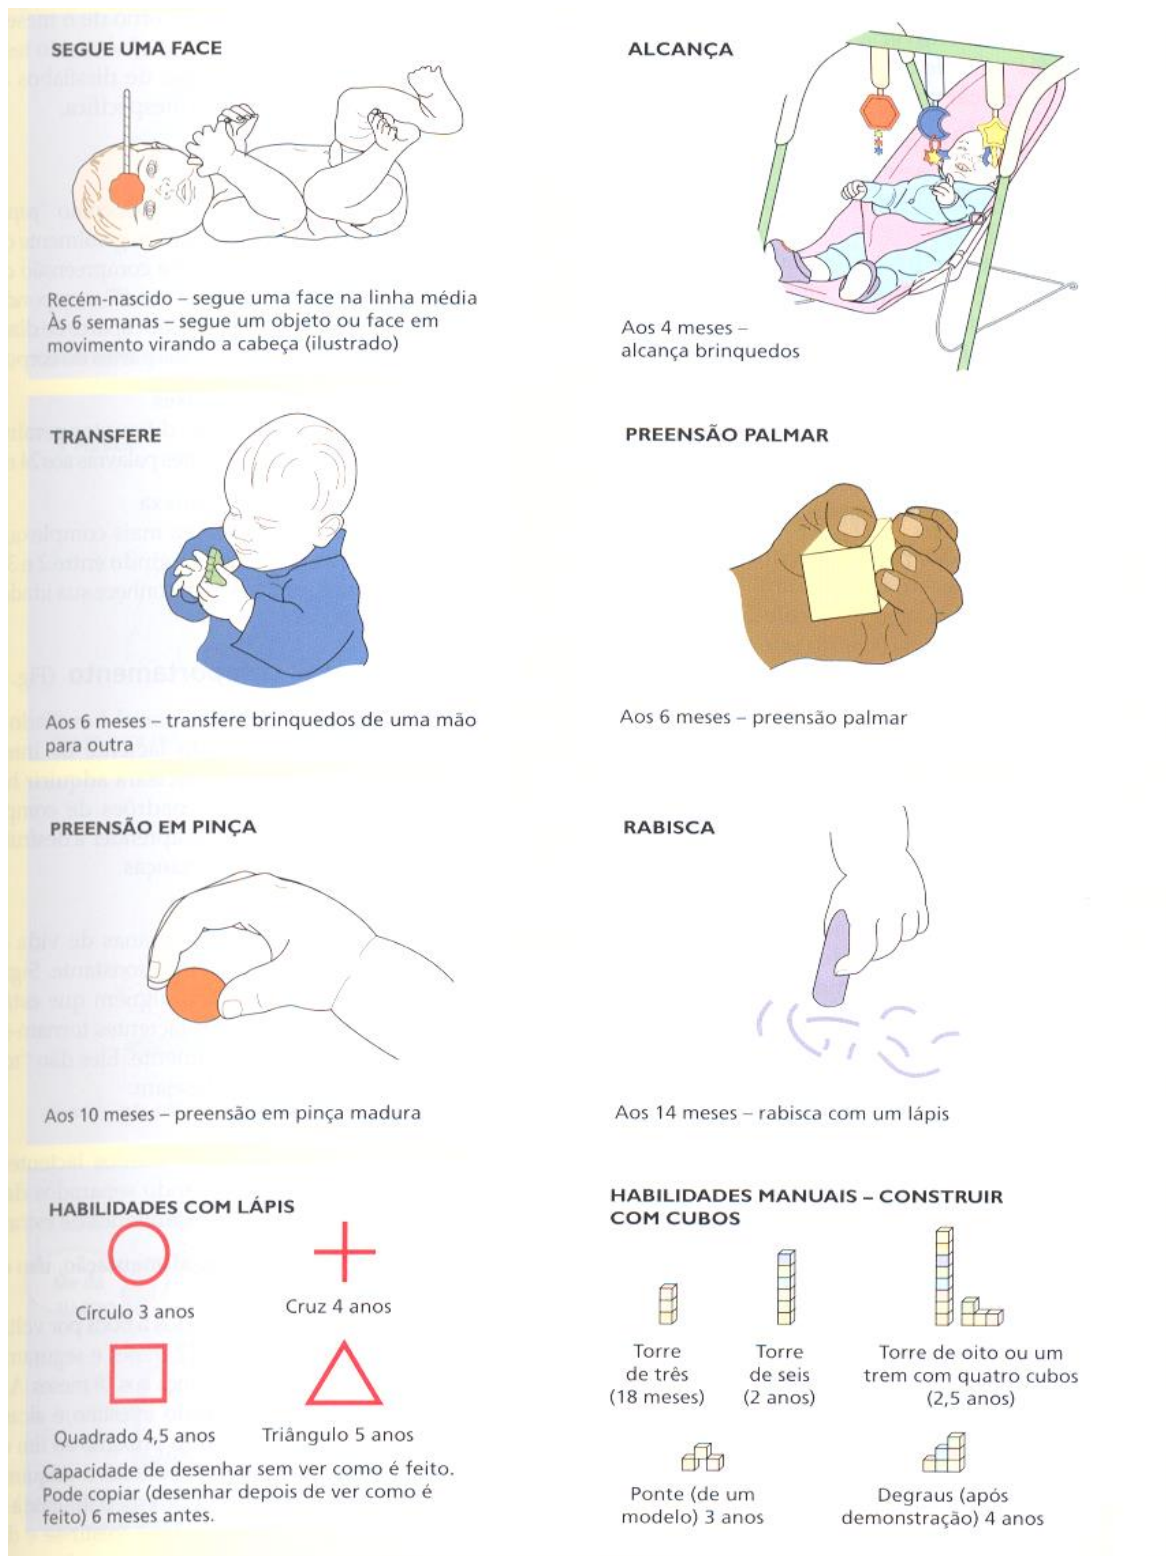 SEGUE UMA FACE
Recém-nascido – segue uma face na linha média
Às 6 semanas – segue um objeto ou face em
movimento virando a cabeça (ilustrado)
ALCANÇA
Aos 4 meses –
alcança brinquedos
TRANSFERE
Aos 6 meses – transfere brinquedos de uma mão
para outra
PREENSÃO PALMAR
Aos 6 meses – preensão palmar
PREENSÃO EM PINÇA
Aos 10 meses – preensão em pinça madura
RABISCA
Aos 14 meses – rabisca com um lápis
HABILIDADES COM LÁPIS
Círculo 3 anos
Cruz 4 anos
Quadrado 4,5 anos
Triângulo 5 anos
Capacidade de desenhar sem ver como é feito.
Pode copiar (desenhar depois de ver como é
feito) 6 meses antes.
HABILIDADES MANUAIS – CONSTRUIR
COM CUBOS
Torre
de três
(18 meses)
Torre
de seis
(2 anos)
Torre de oito ou um
trem com quatro cubos
(2,5 anos)
Ponte (de um
modelo) 3 anos
Degraus (após
demonstração) 4 anos